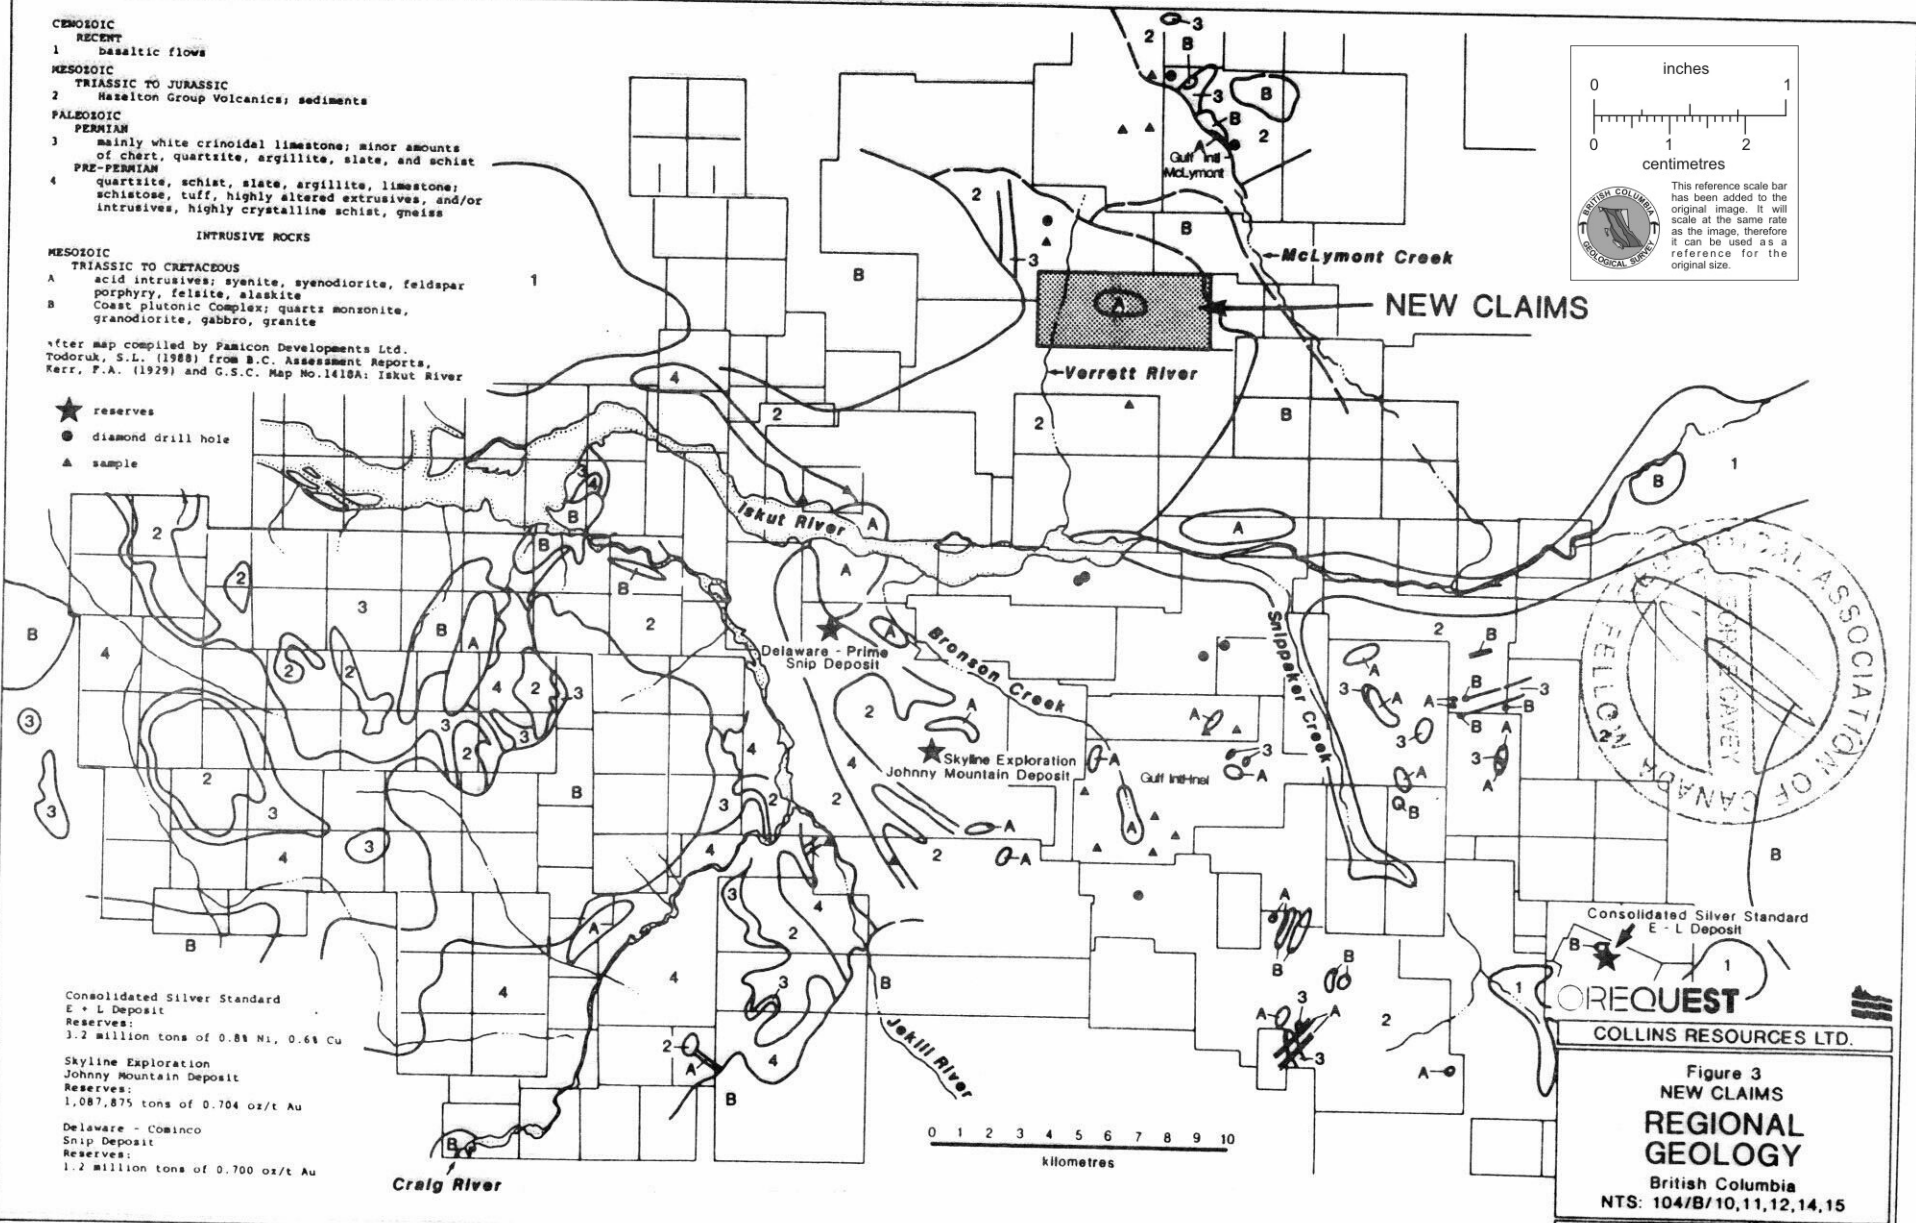 CENOZOIC
RECENT
1 basaltic flows
MESOZOIC
TRIASSIC TO JURASSIC
2 Hazelton Group Volcanics; sediments
PALEOZOIC
PERMIAN
3 mainly white crinoidal limestone; minor amounts
of chert, quartzite, argillite, slate, and schist
PRE-PERMIAN
4 quartzite, schist, slate, argillite, limestone;
schistose, tuff, highly altered extrusives, and/or
intrusives, highly crystalline schist, gneiss
INTRUSIVE ROCKS
MESOZOIC
TRIASSIC TO CRETACEOUS
A acid intrusives; syenite, syenodiorite, feldspar
porphyry, felsite, alaskite
B Coast plutonic Complex; quartz monzonite,
granodiorite, gabbro, granite
After map compiled by Pamicon Developments Ltd.
Todoruk, S.L. (1988) from B.C. Assessment Reports,
Kerr, F.A. (1929) and G.S.C. Map No.1418A: Iskut River
reserves
diamond drill hole
sample
inches
0 1
0 1 2
centimetres
BRITISH COLUMBIA
GEOLOGICAL SURVEY
This reference scale bar
has been added to the
original image. It will
scale at the same rate
as the image, therefore
it can be used as a
reference for the
original size.
Gulf Intl
McLymont
McLymont Creek
NEW CLAIMS
Verrett River
Iskut River
Delaware - Prime
Snip Deposit
Bronson Creek
Snippaker Creek
Skyline Exploration
Johnny Mountain Deposit
Gulf Int'l-Inel
ASSOCIATION OF CANADA
FELLOW
Consolidated Silver Standard
E - L Deposit
Jekill River
Craig River
Consolidated Silver Standard
E + L Deposit
Reserves:
3.2 million tons of 0.8% Ni, 0.6% Cu
Skyline Exploration
Johnny Mountain Deposit
Reserves:
1,087,875 tons of 0.704 oz/t Au
Delaware - Cominco
Snip Deposit
Reserves:
1.2 million tons of 0.700 oz/t Au
0 1 2 3 4 5 6 7 8 9 10
kilometres
OREQUEST
COLLINS RESOURCES LTD.
Figure 3
NEW CLAIMS
REGIONAL
GEOLOGY
British Columbia
NTS: 104/B/10,11,12,14,15